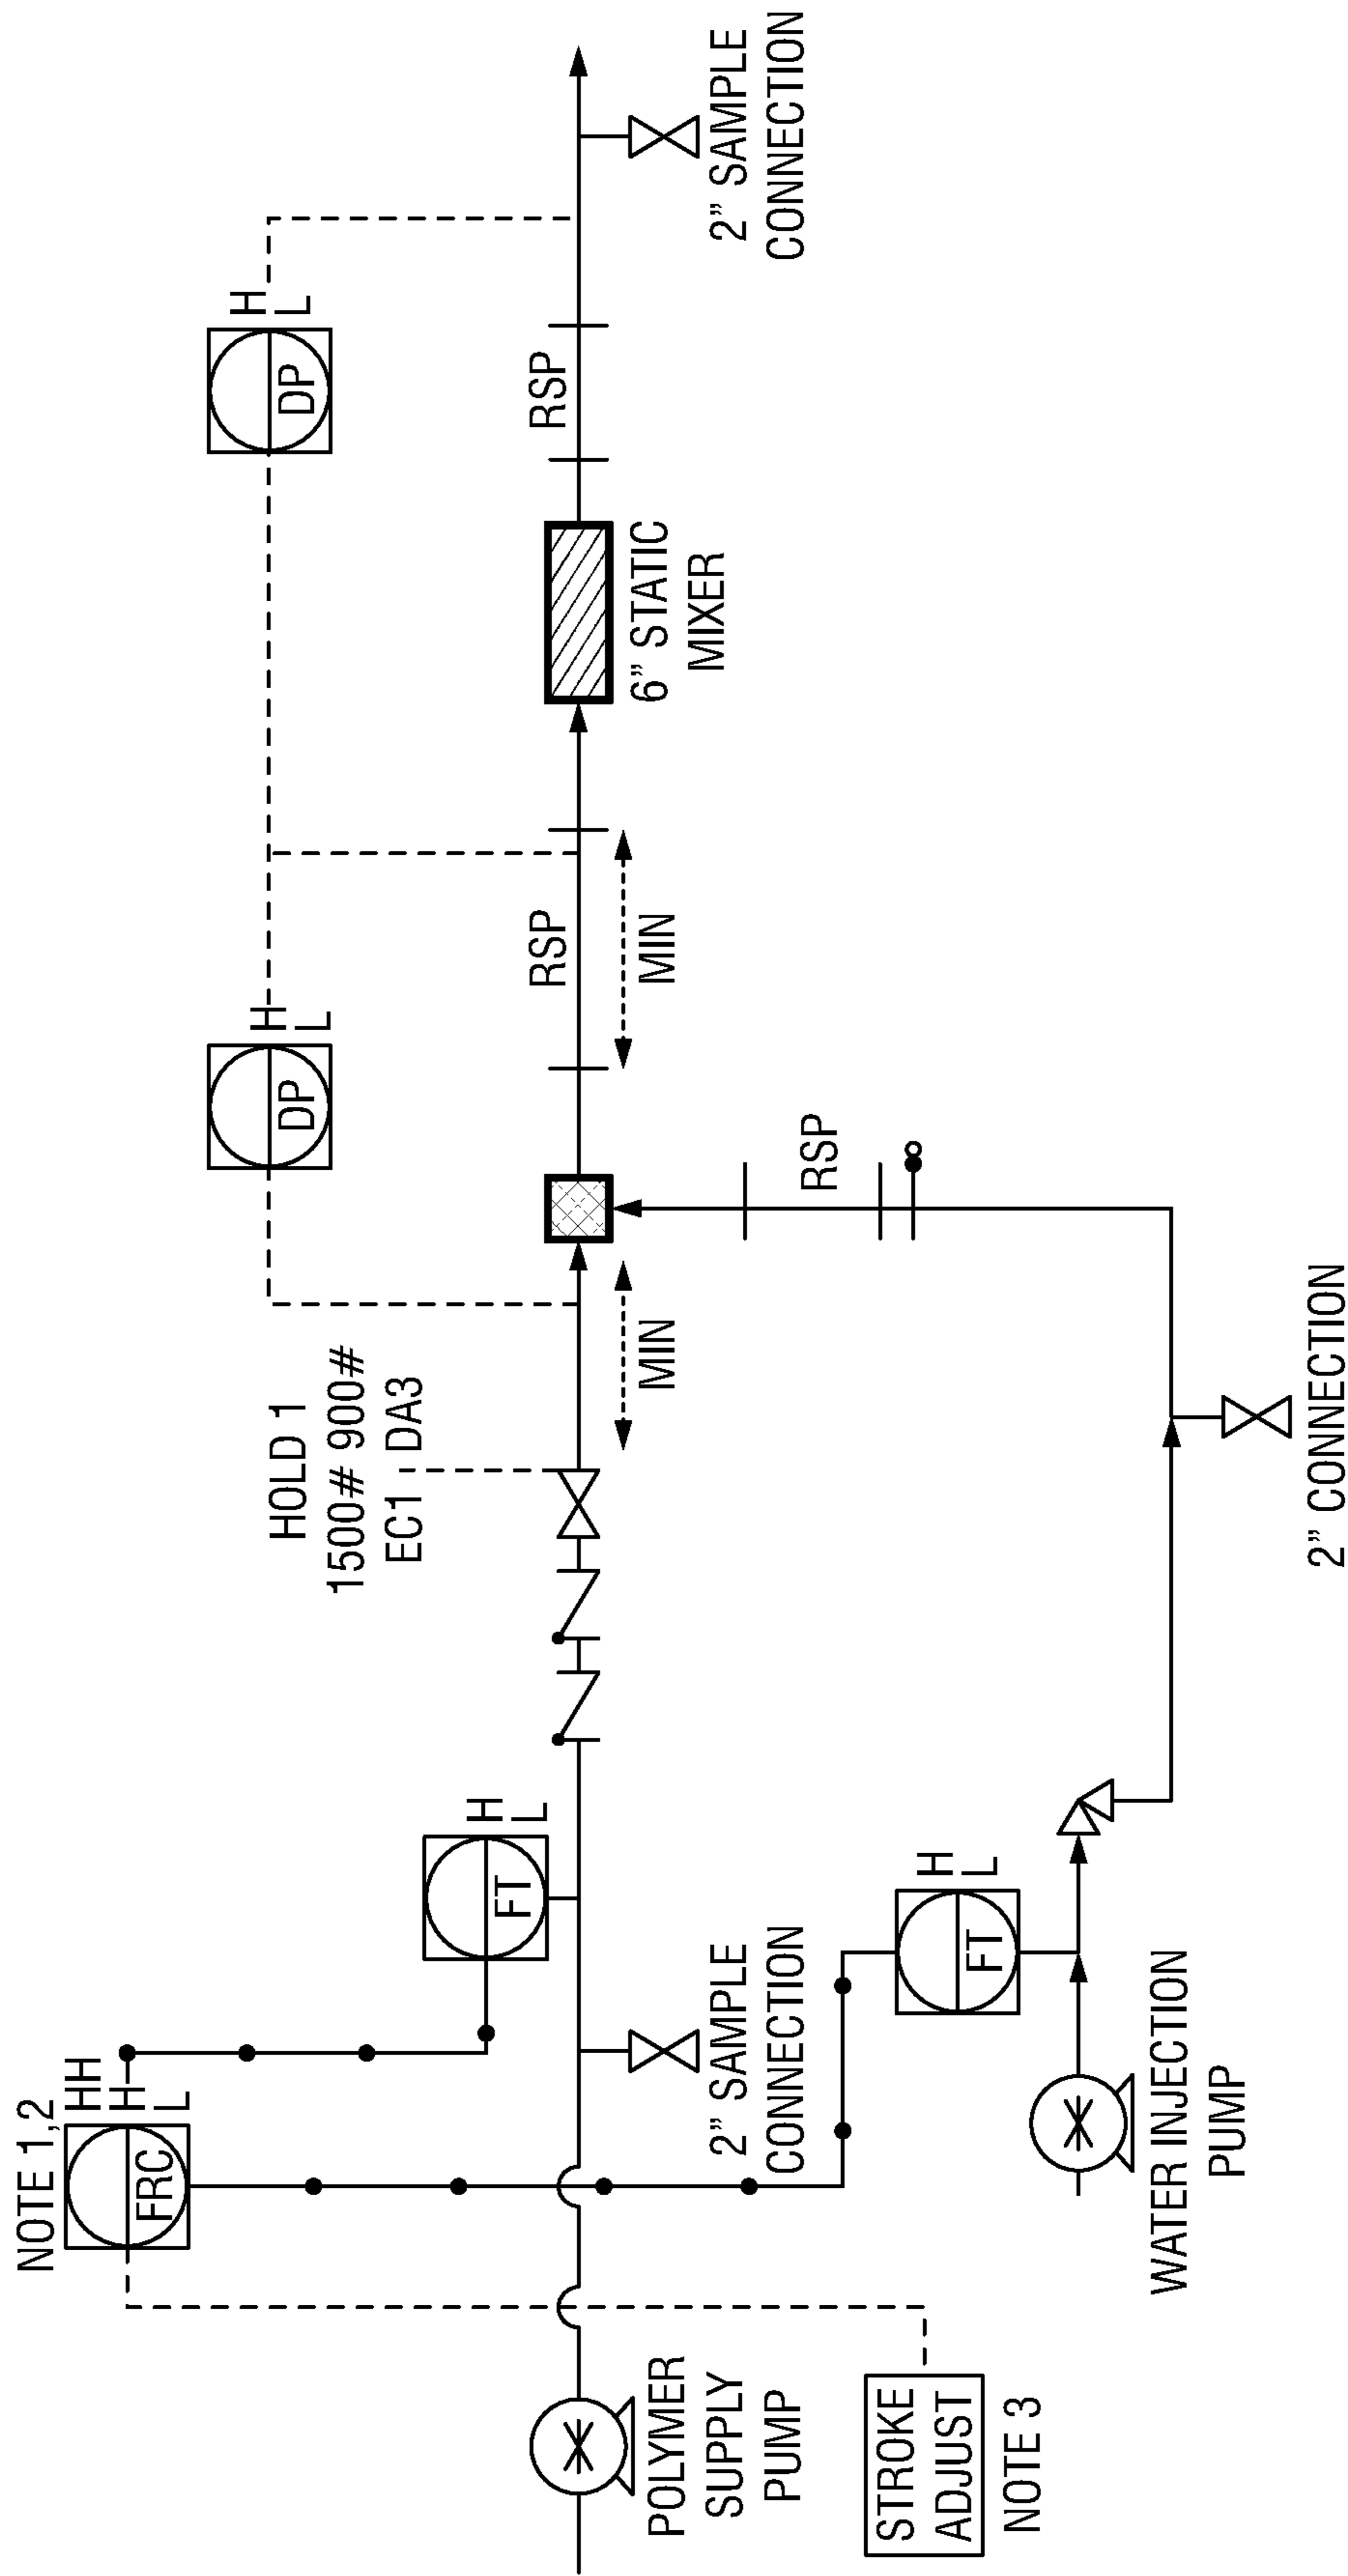 NOTE 1,2
HH
H
L
FRC
H
L
FT
HOLD 1
1500# 900#
EC1 DA3
H
L
DP
H
L
DP
POLYMER
SUPPLY
PUMP
2” SAMPLE
CONNECTION
MIN
RSP
MIN
6” STATIC
MIXER
RSP
2” SAMPLE
CONNECTION
STROKE
ADJUST
NOTE 3
H
L
FT
WATER INJECTION
PUMP
RSP
2” CONNECTION